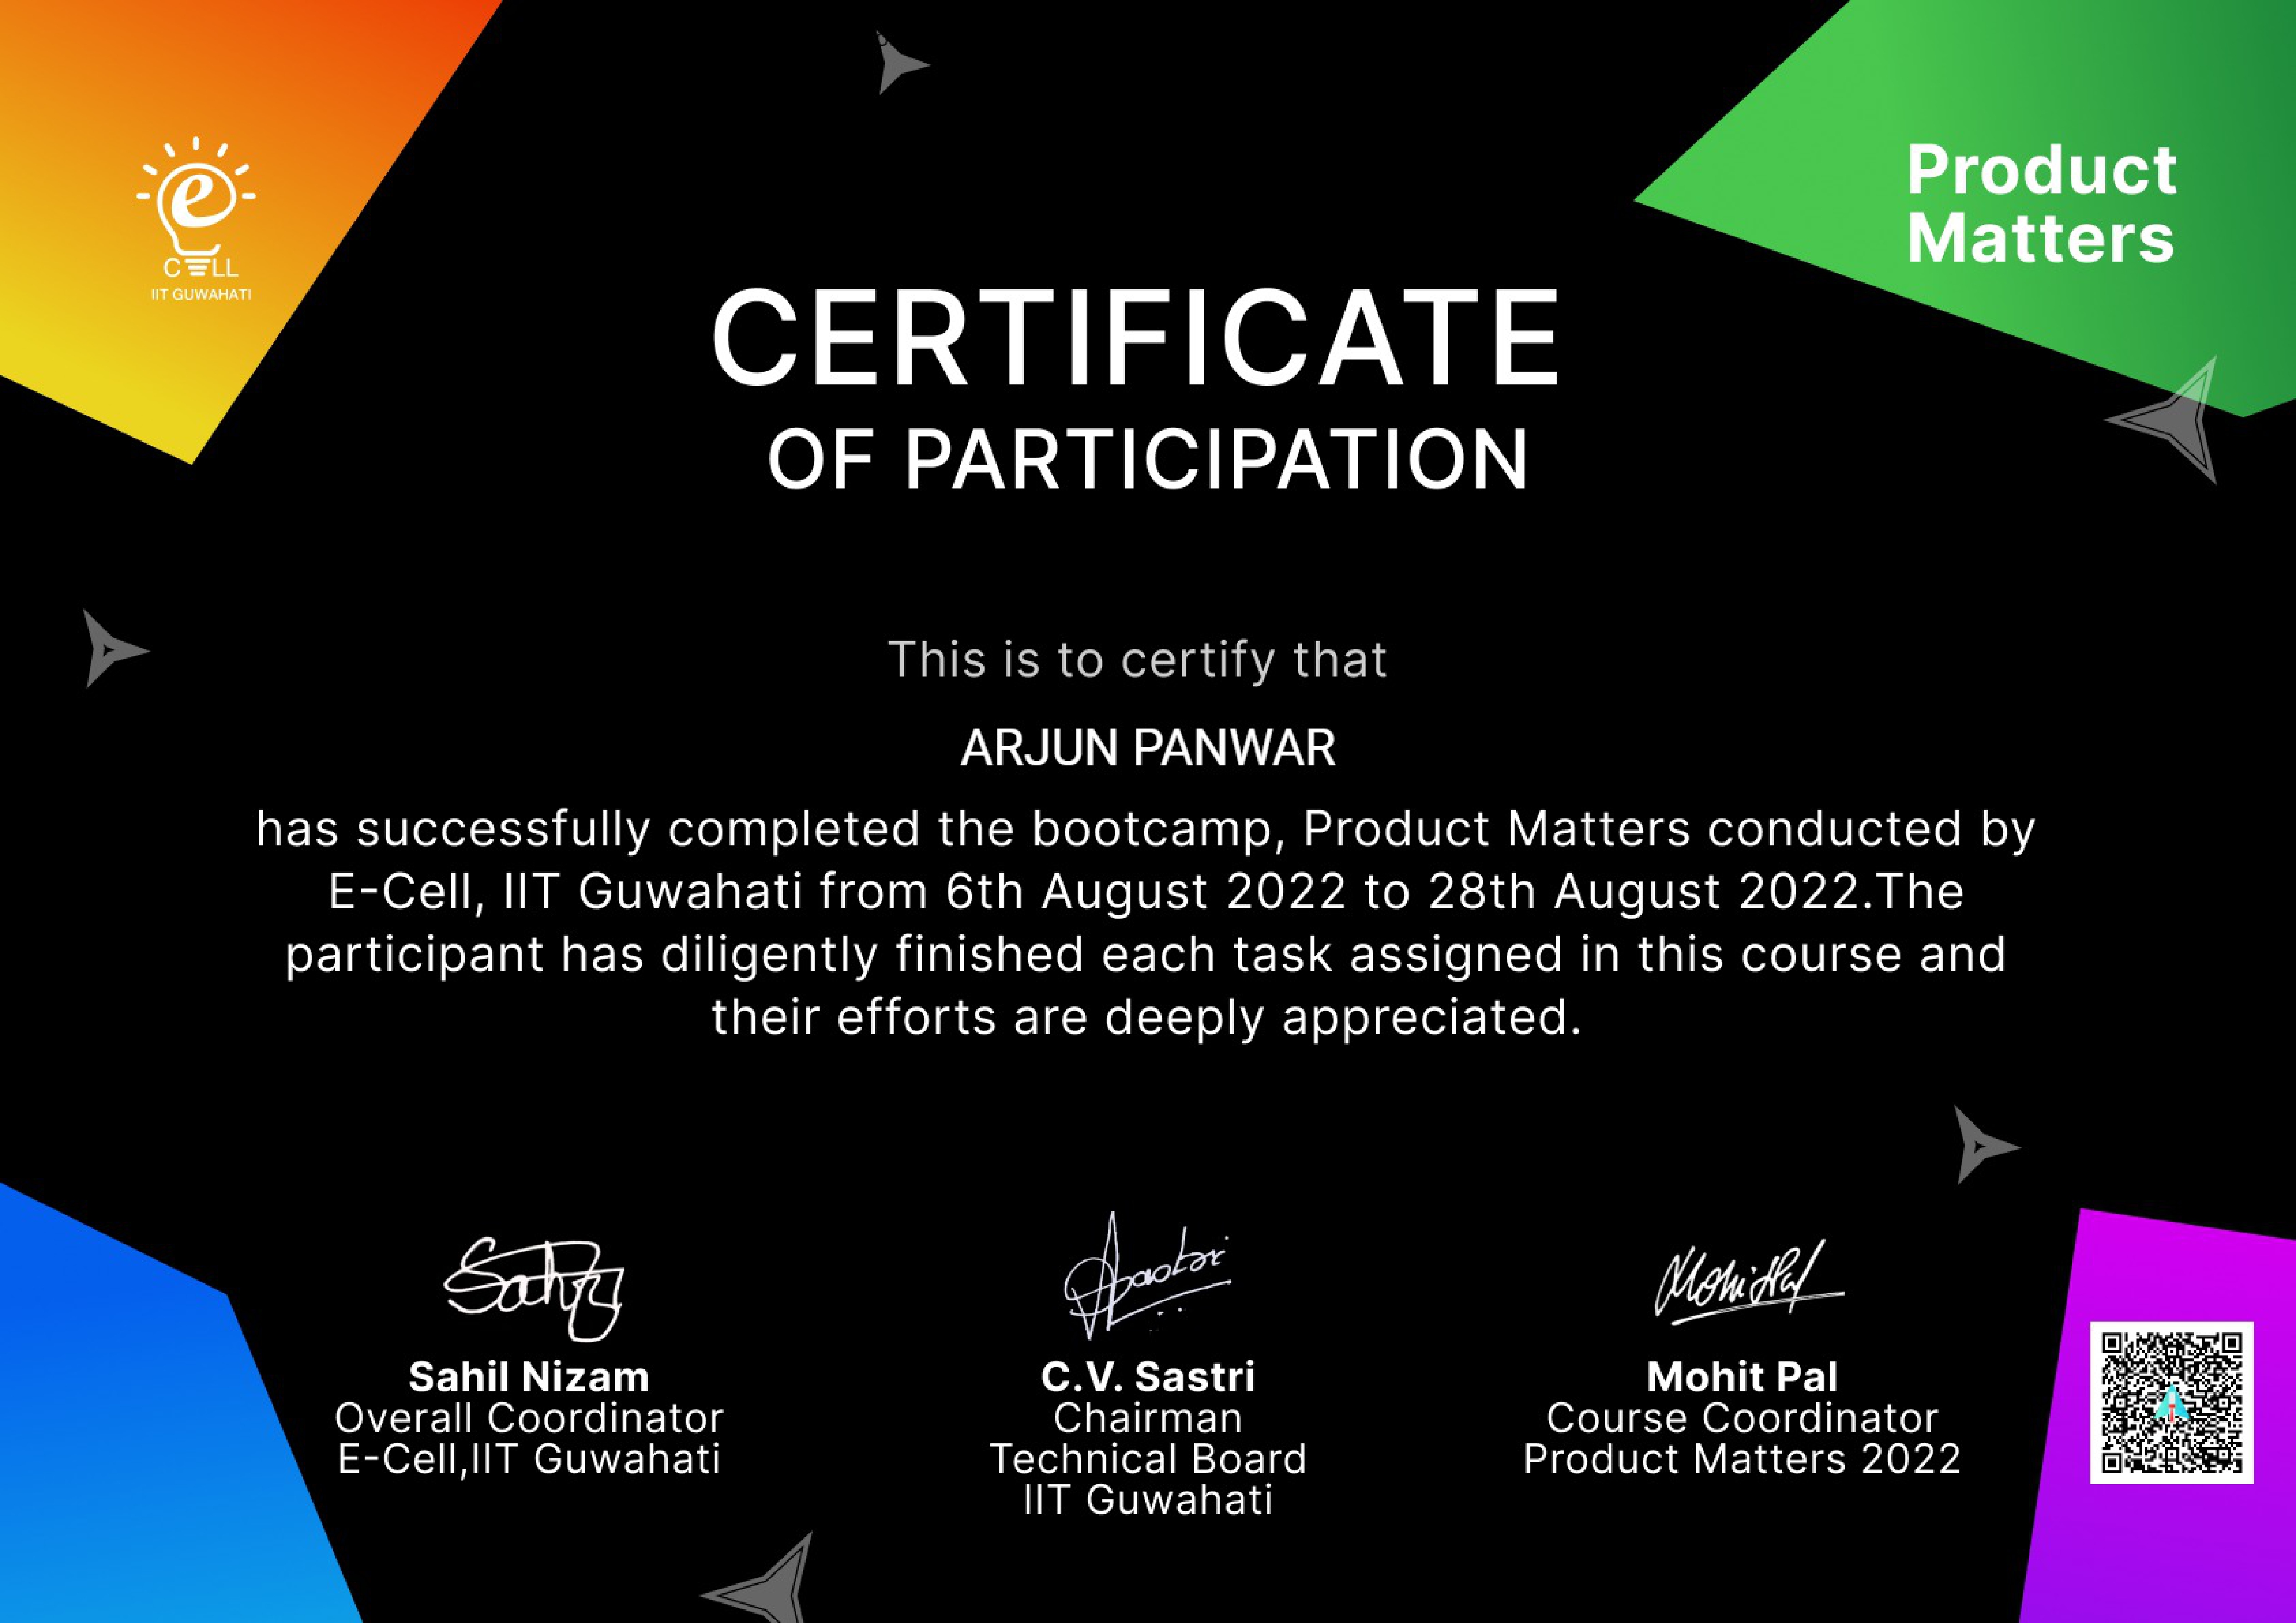 e
CELL
IIT GUWAHATI
Product
Matters
CERTIFICATE
OF PARTICIPATION
This is to certify that
ARJUN PANWAR
has successfully completed the bootcamp, Product Matters conducted by
E-Cell, IIT Guwahati from 6th August 2022 to 28th August 2022.The
participant has diligently finished each task assigned in this course and
their efforts are deeply appreciated.
Sahil Nizam
Overall Coordinator
E-Cell,IIT Guwahati
C.V. Sastri
Chairman
Technical Board
IIT Guwahati
Mohit Pal
Course Coordinator
Product Matters 2022